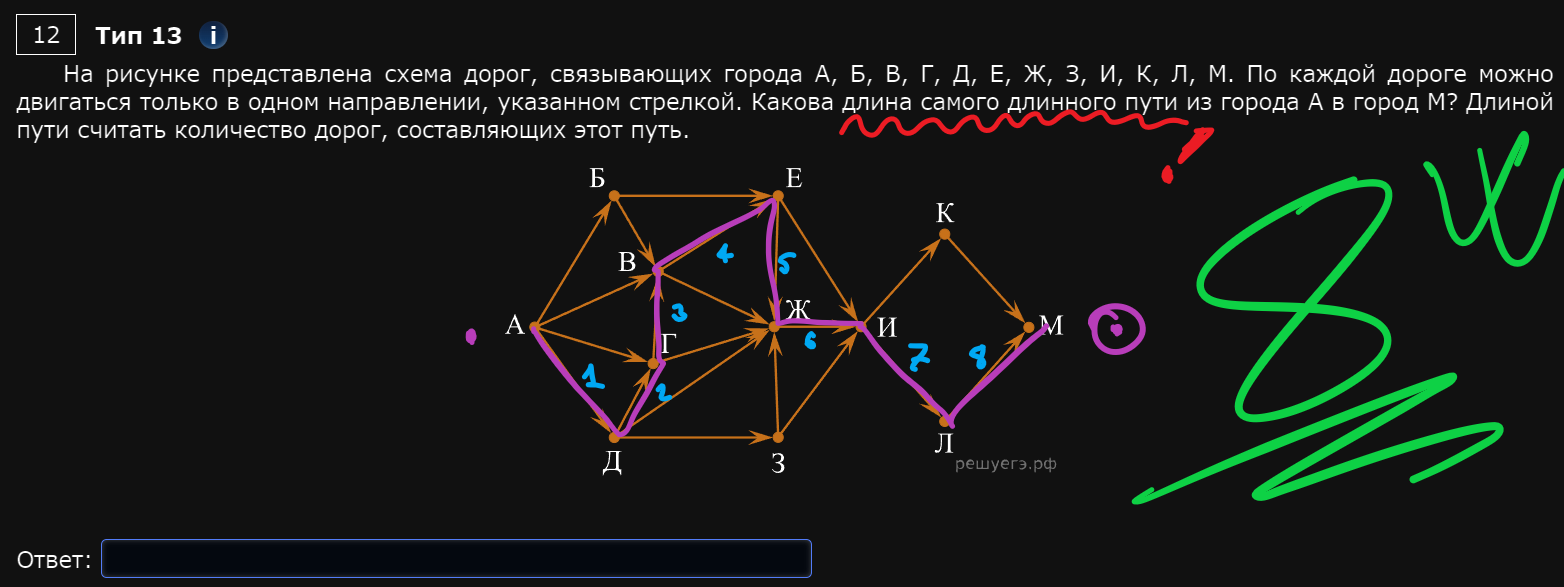 12 Тип 13 i
На рисунке представлена схема дорог, связывающих города А, Б, В, Г, Д, Е, Ж, З, И, К, Л, М. По каждой дороге можно
двигаться только в одном направлении, указанном стрелкой. Какова длина самого длинного пути из города А в город М? Длиной
пути считать количество дорог, составляющих этот путь.
Б Е
К
В 4 5
3 Ж
А И М
Г 6
1 2 7 8
Д З Л
решуегэ.рф
8
Ответ: